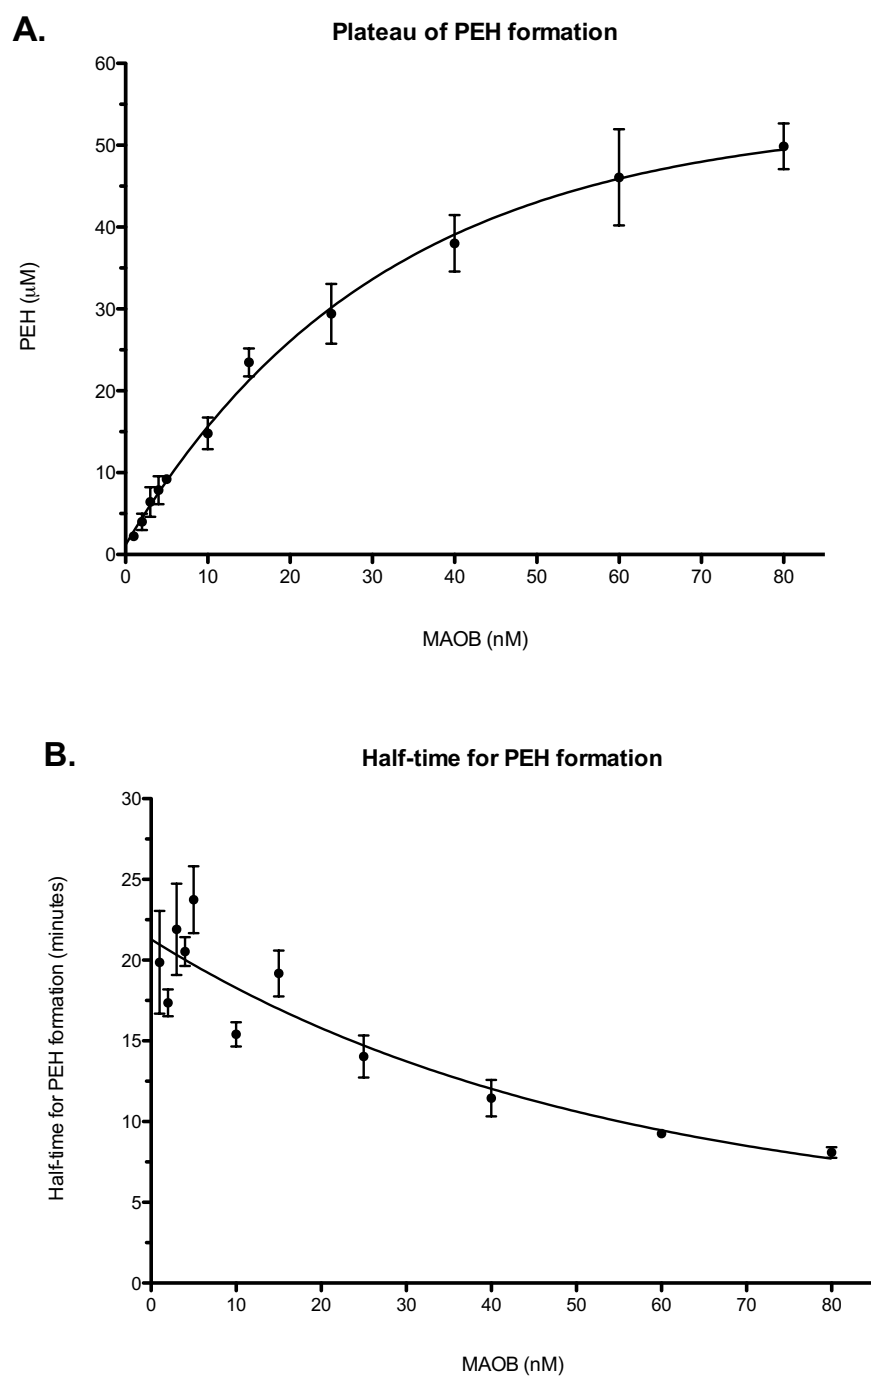 A.
Plateau of PEH formation
60
50
40
30
20
10
0
PEH (μM)
0 10 20 30 40 50 60 70 80
MAOB (nM)
B.
Half-time for PEH formation
30
25
20
15
10
5
0
Half-time for PEH formation (minutes)
0 10 20 30 40 50 60 70 80
MAOB (nM)